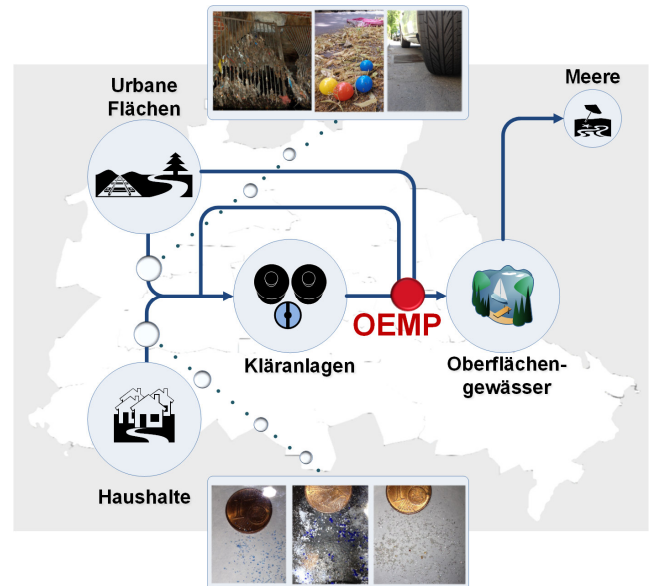 Urbane
Flächen
Meere
OEMP
Kläranlagen
Oberflächen-
gewässer
Haushalte